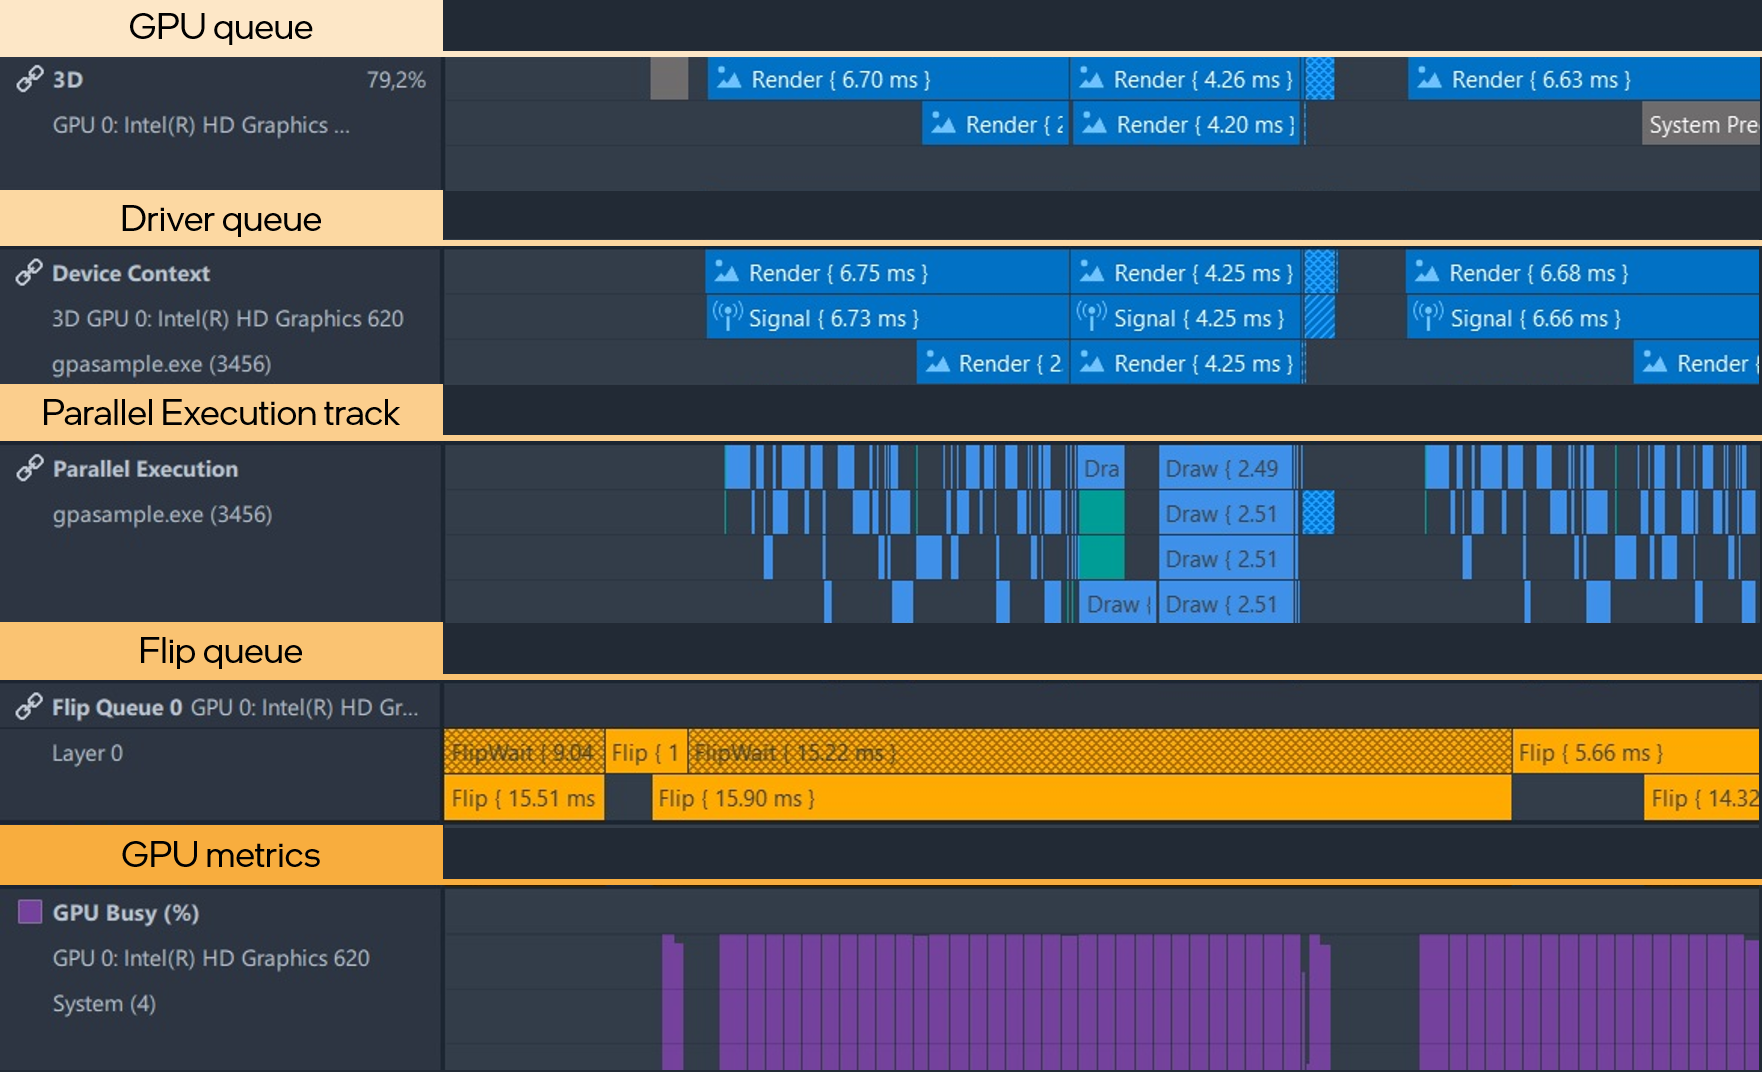 GPU queue
3D 79,2%
Render { 6.70 ms } Render { 4.26 ms } Render { 6.63 ms }
GPU 0: Intel(R) HD Graphics ...
Render { 2 Render { 4.20 ms } System Pre
Driver queue
Device Context
Render { 6.75 ms } Render { 4.25 ms } Render { 6.68 ms }
3D GPU 0: Intel(R) HD Graphics 620
Signal { 6.73 ms } Signal { 4.25 ms } Signal { 6.66 ms }
gpasample.exe (3456)
Render { 2. Render { 4.25 ms } Render {
Parallel Execution track
Parallel Execution
Dra Draw { 2.49
gpasample.exe (3456)
Draw { 2.51
Draw { 2.51
Draw { Draw { 2.51
Flip queue
Flip Queue 0 GPU 0: Intel(R) HD Gr...
Layer 0
FlipWait { 9.04 Flip { 1 FlipWait { 15.22 ms } Flip { 5.66 ms }
Flip { 15.51 ms Flip { 15.90 ms } Flip { 14.32
GPU metrics
GPU Busy (%)
GPU 0: Intel(R) HD Graphics 620
System (4)